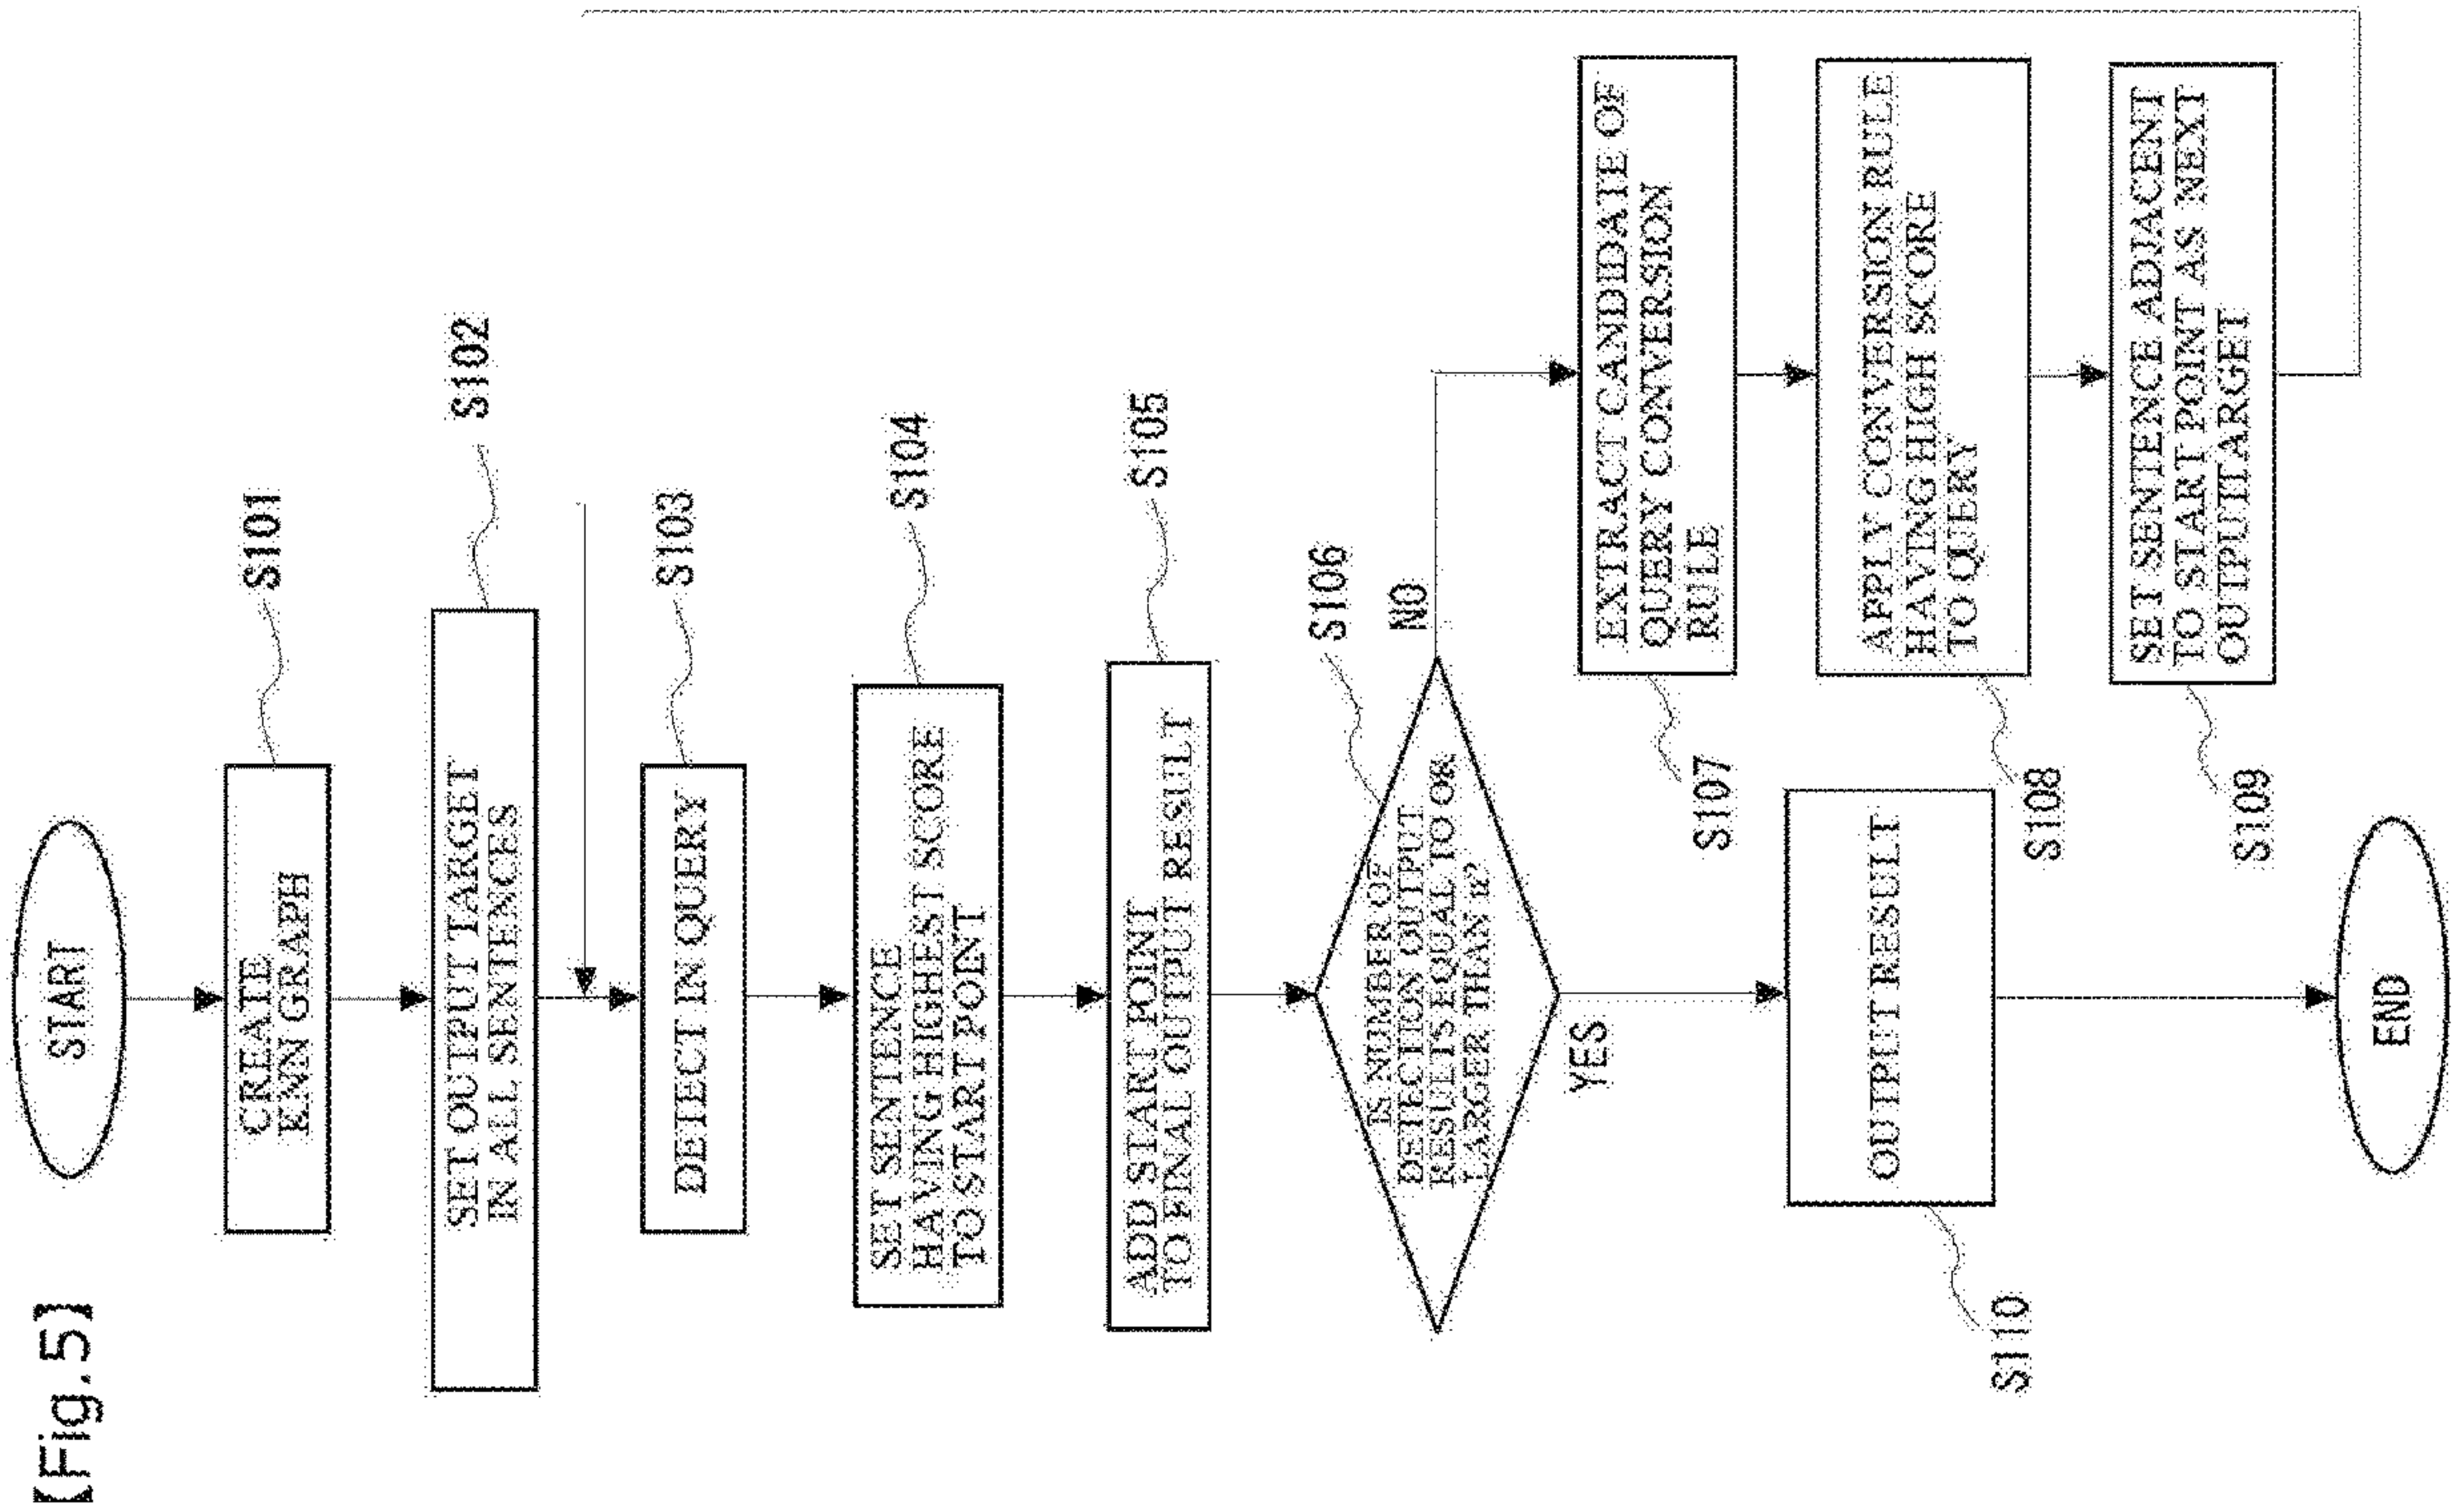 [Fig.5]
START
CREATE
KNN GRAPH
S101
SET OUTPUT TARGET
IN ALL SENTENCES
S102
DETECT IN QUERY
S103
SET SENTENCE
HAVING HIGHEST SCORE
TO START POINT
S104
ADD START POINT
TO FINAL OUTPUT RESULT
S105
IS NUMBER OF
DETECTION OUTPUT
RESULTS EQUAL TO OR
LARGER THAN
S106
NO
YES
EXTRACT CANDIDATE OF
QUERY CONVERSION
RULE
S107
APPLY CONVERSION RULE
HAVING HIGH SCORE
TO QUERY
S108
SET SENTENCE ADJACENT
TO START POINT AS NEXT
OUTPUT TARGET
S109
OUTPUT RESULT
S110
END